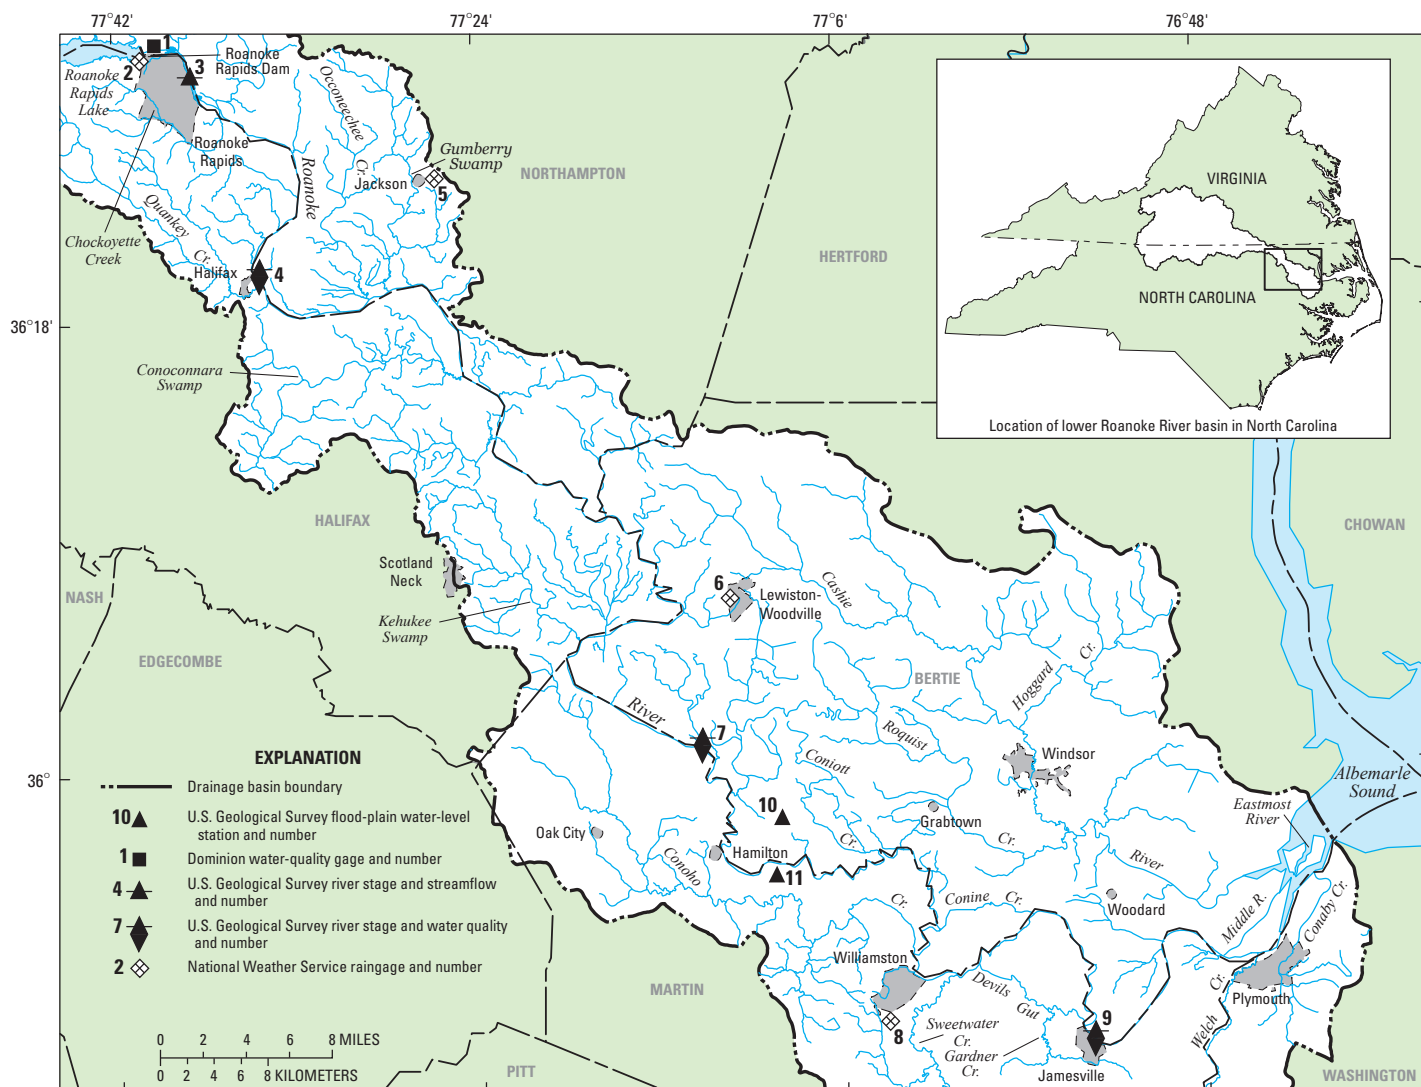 77°42'
77°24'
77°6'
76°48'
1
2
3
Roanoke
Rapids Dam
Roanoke
Rapids
Lake
Occoneechee
Cr.
Roanoke
Rapids
Gumberry
Swamp
Jackson
5
NORTHAMPTON
Roanoke
Quankey
Cr.
Chockoyette
Creek
Halifax
4
HERTFORD
36°18'
Conoconnara
Swamp
VIRGINIA
NORTH CAROLINA
Location of lower Roanoke River basin in North Carolina
HALIFAX
CHOWAN
Scotland
Neck
NASH
6
Lewiston-
Woodville
Cashie
Kehukee
Swamp
EDGECOMBE
BERTIE
Hoggard
Cr.
River
7
Roquist
Coniott
Windsor
36°
Albemarle
Sound
Eastmost
River
10
Grabtown
Cr.
Cr.
Oak City
Hamilton
11
Conoho
River
Cr.
Conine
Cr.
Woodard
Middle R.
Conaby Cr.
Williamston
Devils
Gut
Plymouth
Welch
Cr.
8
Sweetwater
Cr.
Gardner
Cr.
9
Jamesville
MARTIN
PITT
WASHINGTON
EXPLANATION
Drainage basin boundary
10 U.S. Geological Survey flood-plain water-level
station and number
1 Dominion water-quality gage and number
4 U.S. Geological Survey river stage and streamflow
and number
7 U.S. Geological Survey river stage and water quality
and number
2 National Weather Service raingage and number
0 2 4 6 8 MILES
0 2 4 6 8 KILOMETERS